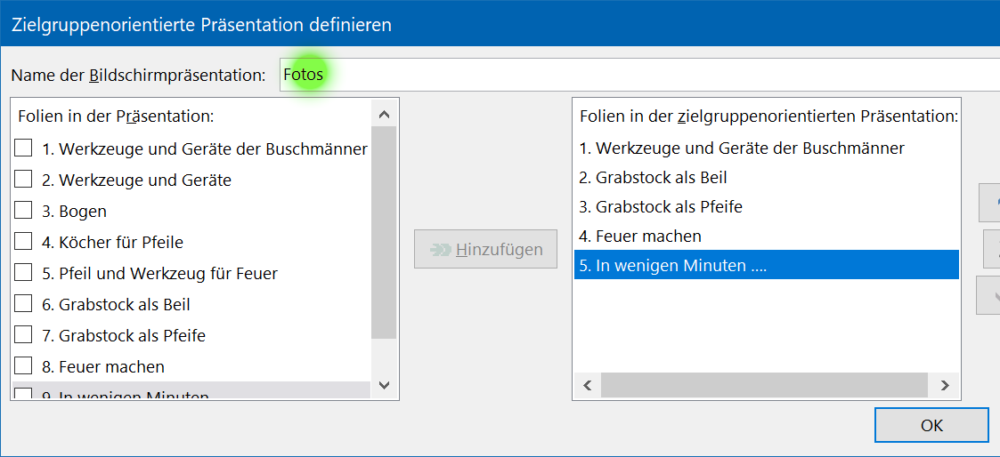 Zielgruppenorientierte Präsentation definieren
Name der Bildschirmpräsentation: Fotos
Folien in der Präsentation:
1. Werkzeuge und Geräte der Buschmänner
2. Werkzeuge und Geräte
3. Bogen
4. Köcher für Pfeile
5. Pfeil und Werkzeug für Feuer
6. Grabstock als Beil
7. Grabstock als Pfeife
8. Feuer machen
9. In wenigen Minuten
Hinzufügen
Folien in der zielgruppenorientierten Präsentation:
1. Werkzeuge und Geräte der Buschmänner
2. Grabstock als Beil
3. Grabstock als Pfeife
4. Feuer machen
5. In wenigen Minuten ....
OK